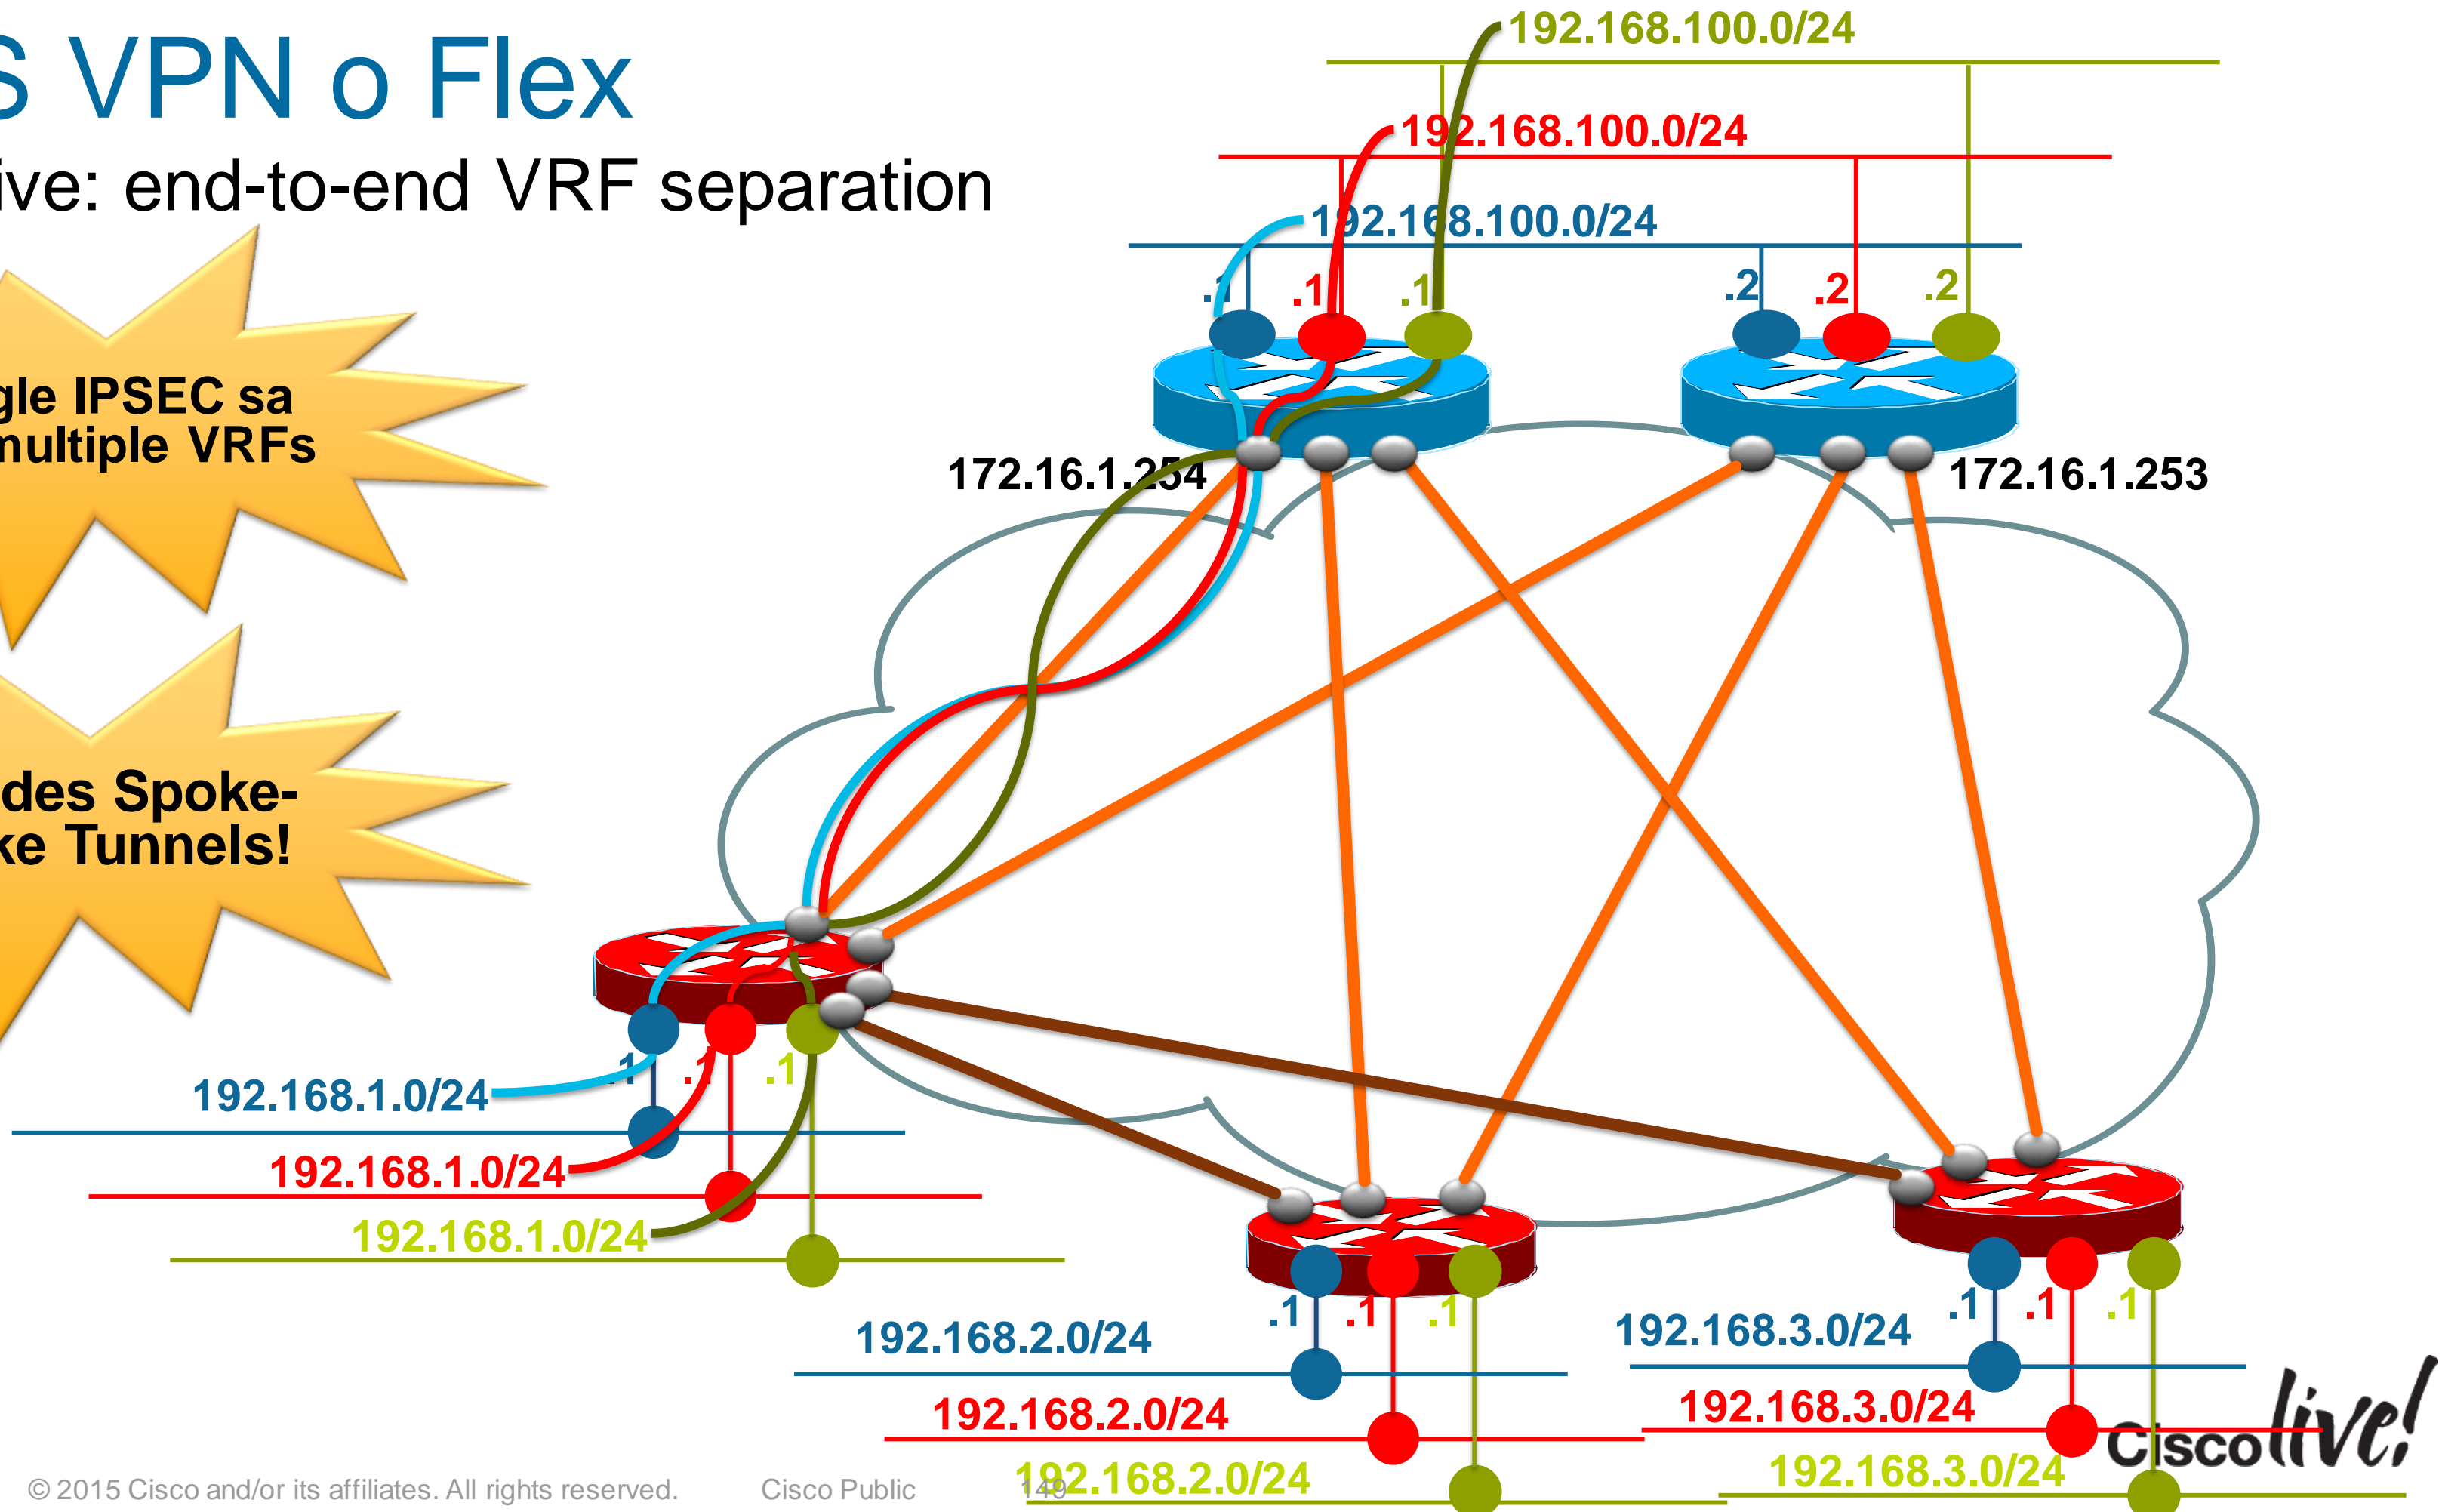 S VPN o Flex
ive: end-to-end VRF separation
gle IPSEC sa
multiple VRFs
des Spoke-
ke Tunnels!
192.168.100.0/24
192.168.100.0/24
192.168.100.0/24
.1 .1 .1 .2 .2 .2
172.16.1.254 172.16.1.253
.1 .1 .1
192.168.1.0/24
192.168.1.0/24
192.168.1.0/24
.1 .1 .1
192.168.2.0/24
192.168.2.0/24
192.168.2.0/24
.1 .1 .1
192.168.3.0/24
192.168.3.0/24
192.168.3.0/24
Cisco live!
© 2015 Cisco and/or its affiliates. All rights reserved. Cisco Public 149